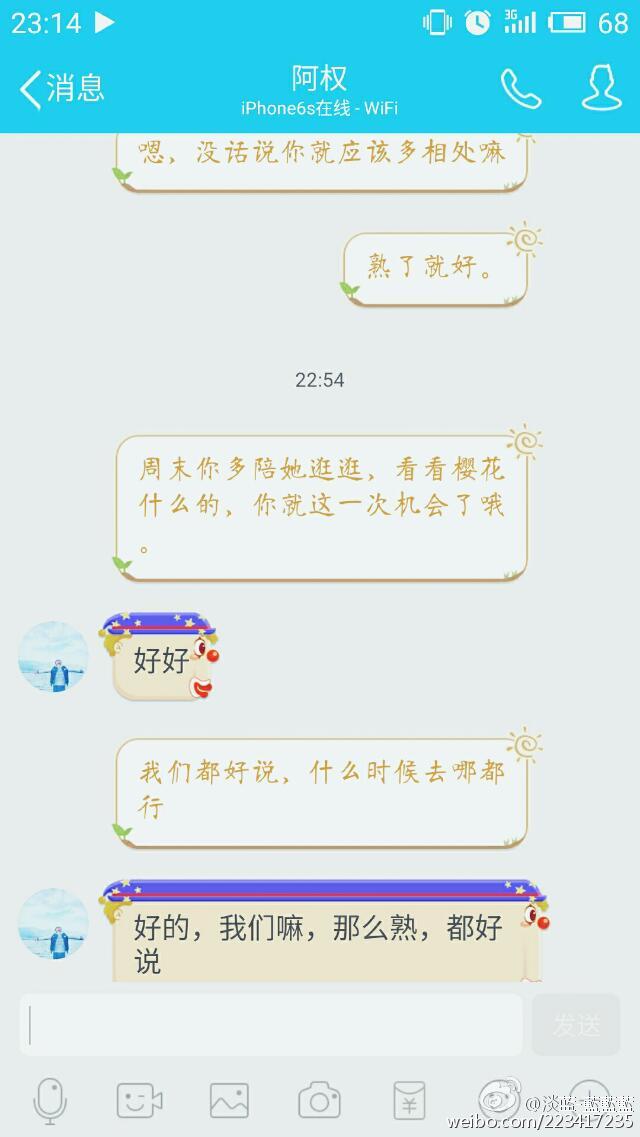 23:14
3G
68
消息
阿权
iPhone6s在线 - WiFi
嗯，没话说你就应该多相处嘛
熟了就好。
22:54
周末你多陪她逛逛，看看樱花
什么的，你就这一次机会了哦
。
好好
我们都好说，什么时候去哪都
行
好的，我们嘛，那么熟，都好
说
发送
@淡蓝-蓝蓝蓝
weibo.com/223417235